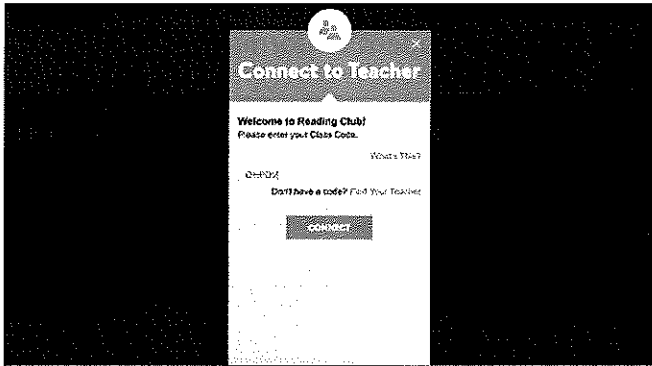 Connect to Teacher
Welcome to Reading Club!
Please enter your Class Code.
What's This?
Don't have a code? Find Your Teacher
CONNECT